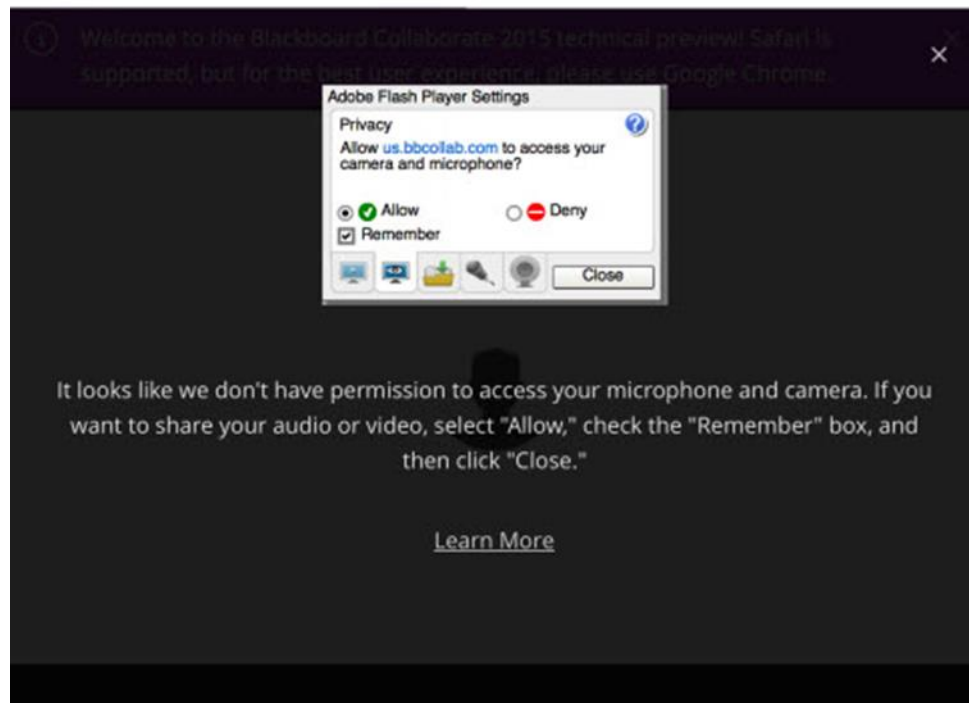 Welcome to the Blackboard Collaborate 2015 technical preview! Safari is
supported, but for the best user experience, please use Google Chrome.
Adobe Flash Player Settings
Privacy
Allow us.bbcollab.com to access your
camera and microphone?
Allow
Deny
Remember
Close
It looks like we don't have permission to access your microphone and camera. If you
want to share your audio or video, select "Allow," check the "Remember" box, and
then click "Close."
Learn More